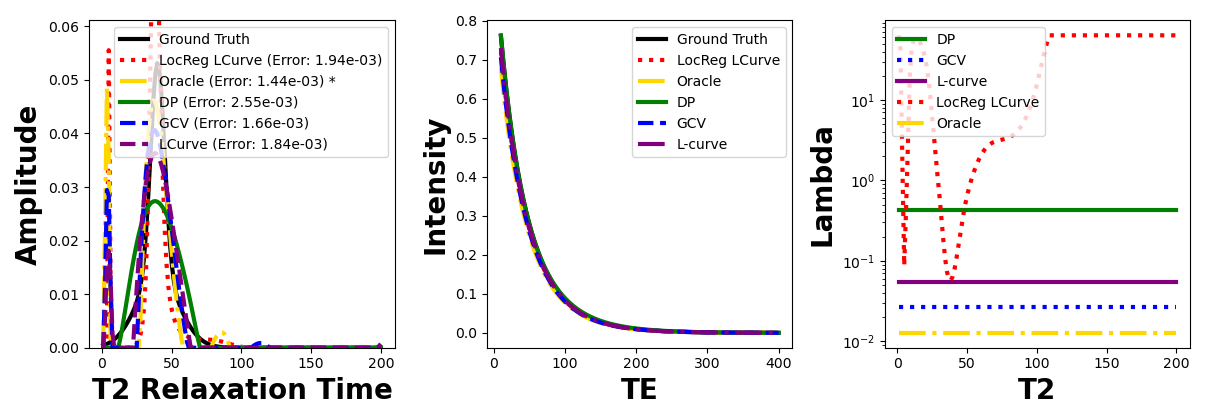 0.06
0.05
0.04
0.03
0.02
0.01
0.00
Amplitude
Ground Truth
LocReg LCurve (Error: 1.94e-03)
Oracle (Error: 1.44e-03) *
DP (Error: 2.55e-03)
GCV (Error: 1.66e-03)
LCurve (Error: 1.84e-03)
0 50 100 150 200
T2 Relaxation Time
0.8
0.7
0.6
0.5
0.4
0.3
0.2
0.1
0.0
Intensity
Ground Truth
LocReg LCurve
Oracle
DP
GCV
L-curve
0 100 200 300 400
TE
10¹
10⁰
10⁻¹
10⁻²
Lambda
DP
GCV
L-curve
LocReg LCurve
Oracle
0 50 100 150 200
T2